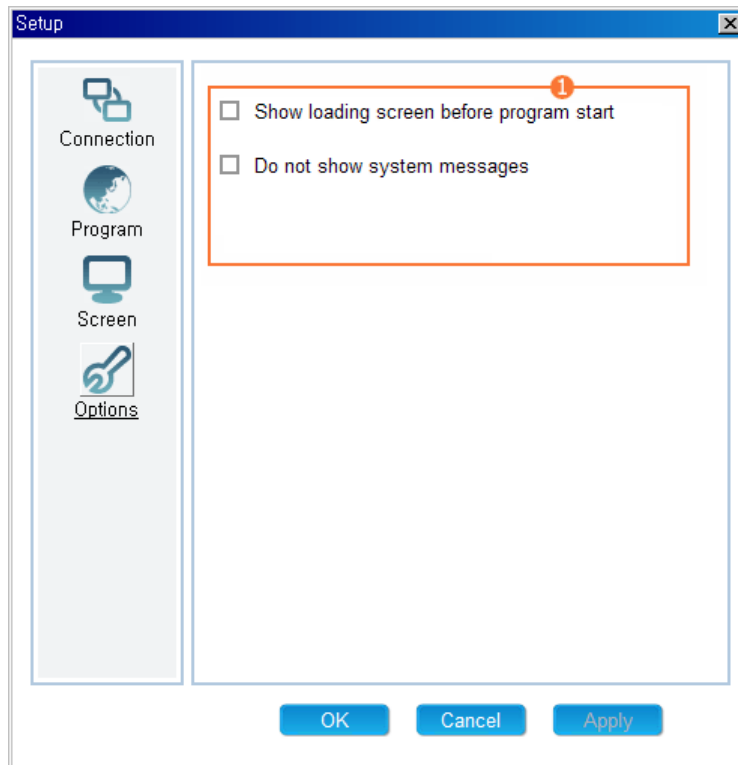 Setup
Connection
Program
Screen
Options
1
Show loading screen before program start
Do not show system messages
OK
Cancel
Apply